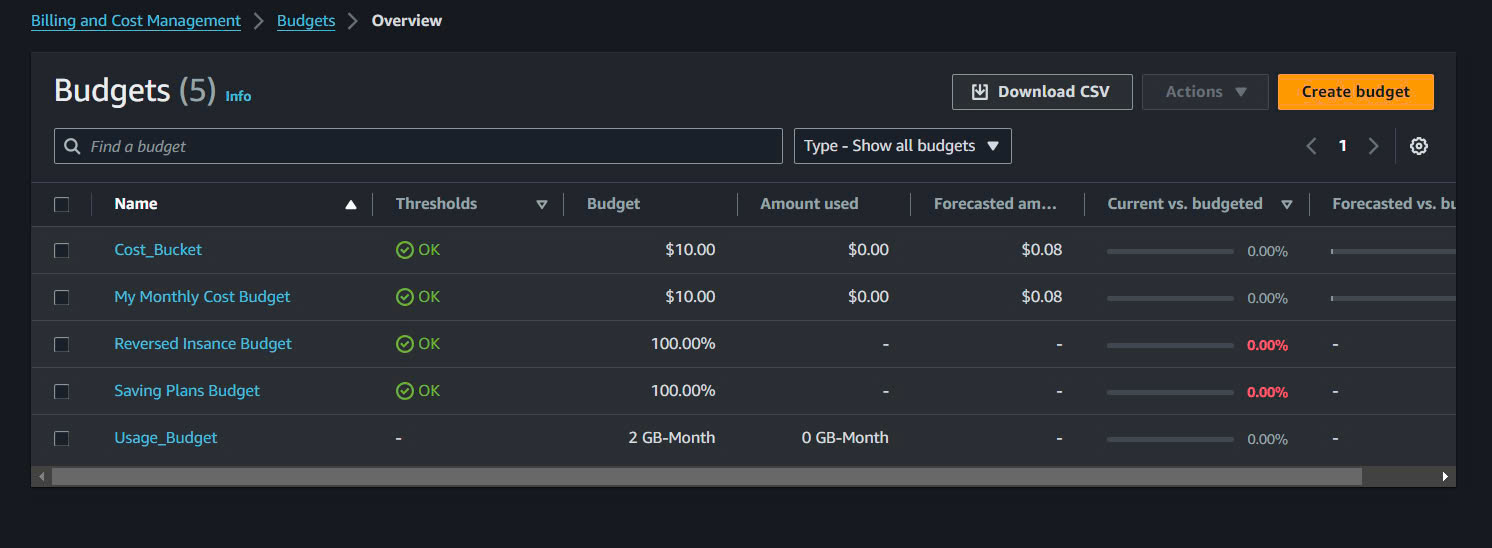 Billing and Cost Management > Budgets > Overview
Budgets (5) Info
Download CSV Actions Create budget
Find a budget Type - Show all budgets 1
Name Thresholds Budget Amount used Forecasted am... Current vs. budgeted Forecasted vs. bu
Cost_Bucket OK $10.00 $0.00 $0.08 0.00%
My Monthly Cost Budget OK $10.00 $0.00 $0.08 0.00%
Reversed Insance Budget OK 100.00% - - 0.00% -
Saving Plans Budget OK 100.00% - - 0.00% -
Usage_Budget - 2 GB-Month 0 GB-Month - 0.00% -